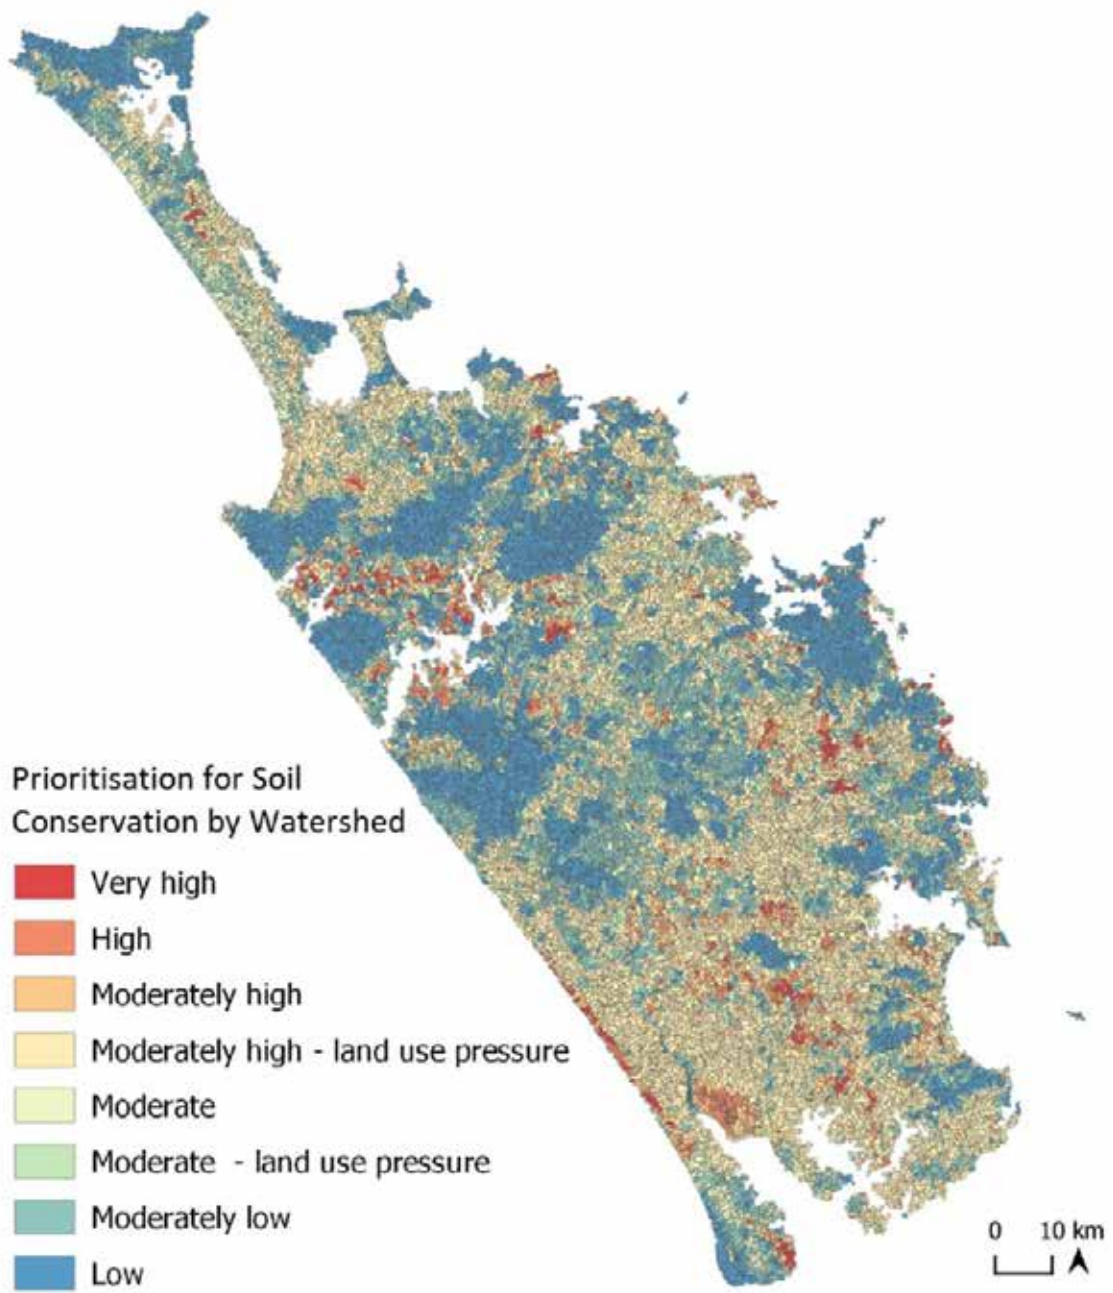 Prioritisation for Soil
Conservation by Watershed
Very high
High
Moderately high
Moderately high - land use pressure
Moderate
Moderate - land use pressure
Moderately low
Low
0 10 km